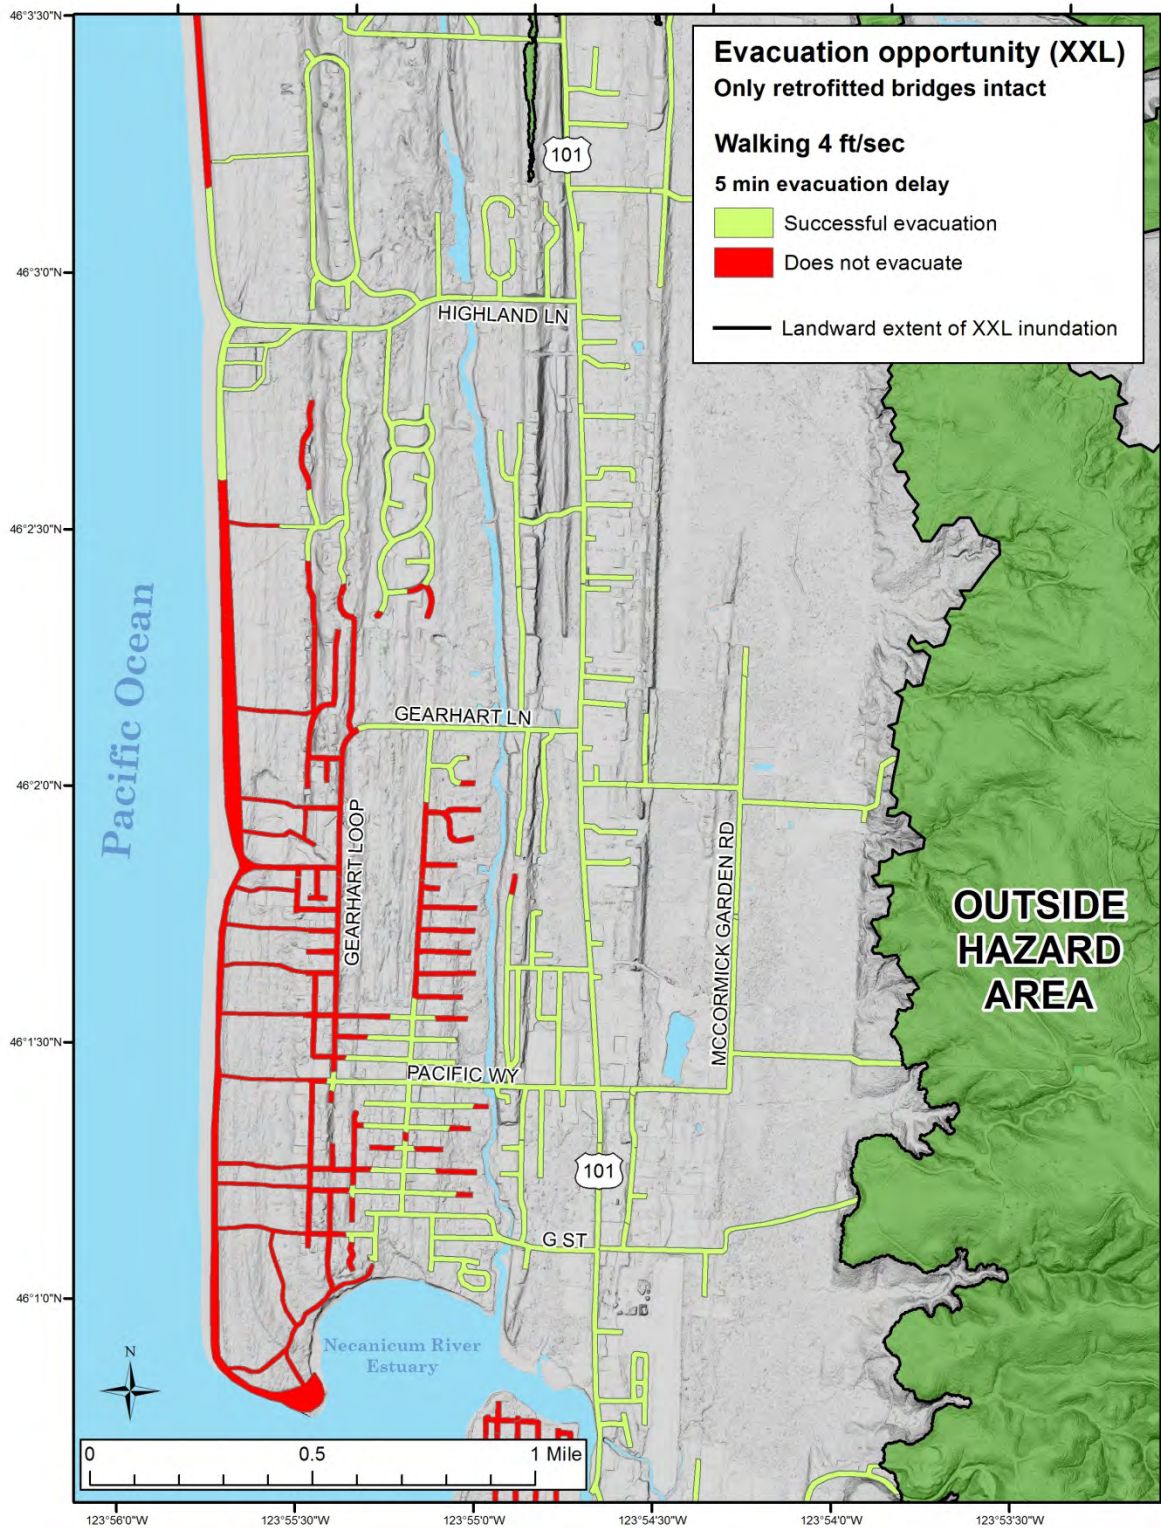 46°3'30"N
Evacuation opportunity (XXL)
Only retrofitted bridges intact
Walking 4 ft/sec
5 min evacuation delay
Successful evacuation
Does not evacuate
Landward extent of XXL inundation
101
46°3'0"N
HIGHLAND LN
46°2'30"N
Pacific Ocean
GEARHART LN
46°2'0"N
GEARHART LOOP
MCCORMICK GARDEN RD
OUTSIDE
HAZARD
AREA
46°1'30"N
PACIFIC WY
101
G ST
46°1'0"N
N
Necanicum River
Estuary
0 0.5 1 Mile
123°56'0"W 123°55'30"W 123°55'0"W 123°54'30"W 123°54'0"W 123°53'30"W